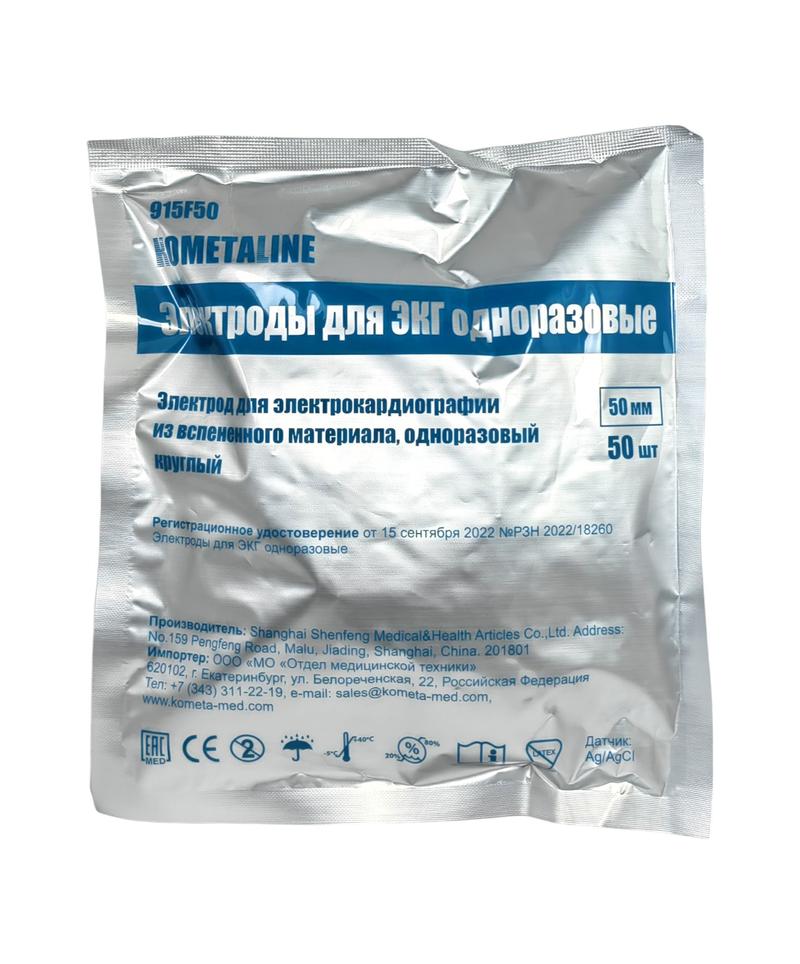 915F50
KOMETALINE
Электроды для ЭКГ одноразовые
Электрод для электрокардиографии
из вспененного материала, одноразовый
круглый
50 мм
50 шт
Регистрационное удостоверение от 15 сентября 2022 №РЗН 2022/18260
Электроды для ЭКГ одноразовые
Производитель: Shanghai Shenfeng Medical&Health Articles Co.,Ltd. Address:
No.159 Pengfeng Road, Malu, Jiading, Shanghai, China. 201801
Импортер: ООО «МО «Отдел медицинской техники»
620102, г. Екатеринбург, ул. Белореченская, 22, Российская Федерация
Тел: +7 (343) 311-22-19, e-mail: sales@kometa-med.com,
www.kometa-med.com
EAC
MED
CE
2
-5°C
+40°C
20%
%
80%
i
LATEX
Датчик:
Ag/AgCl